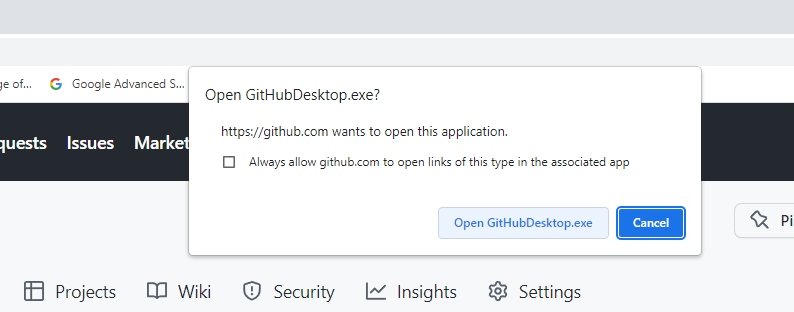 ge of... Google Advanced S...
Open GitHubDesktop.exe?
https://github.com wants to open this application.
quests Issues Market
Always allow github.com to open links of this type in the associated app
Open GitHubDesktop.exe Cancel
Pi
Projects Wiki Security Insights Settings